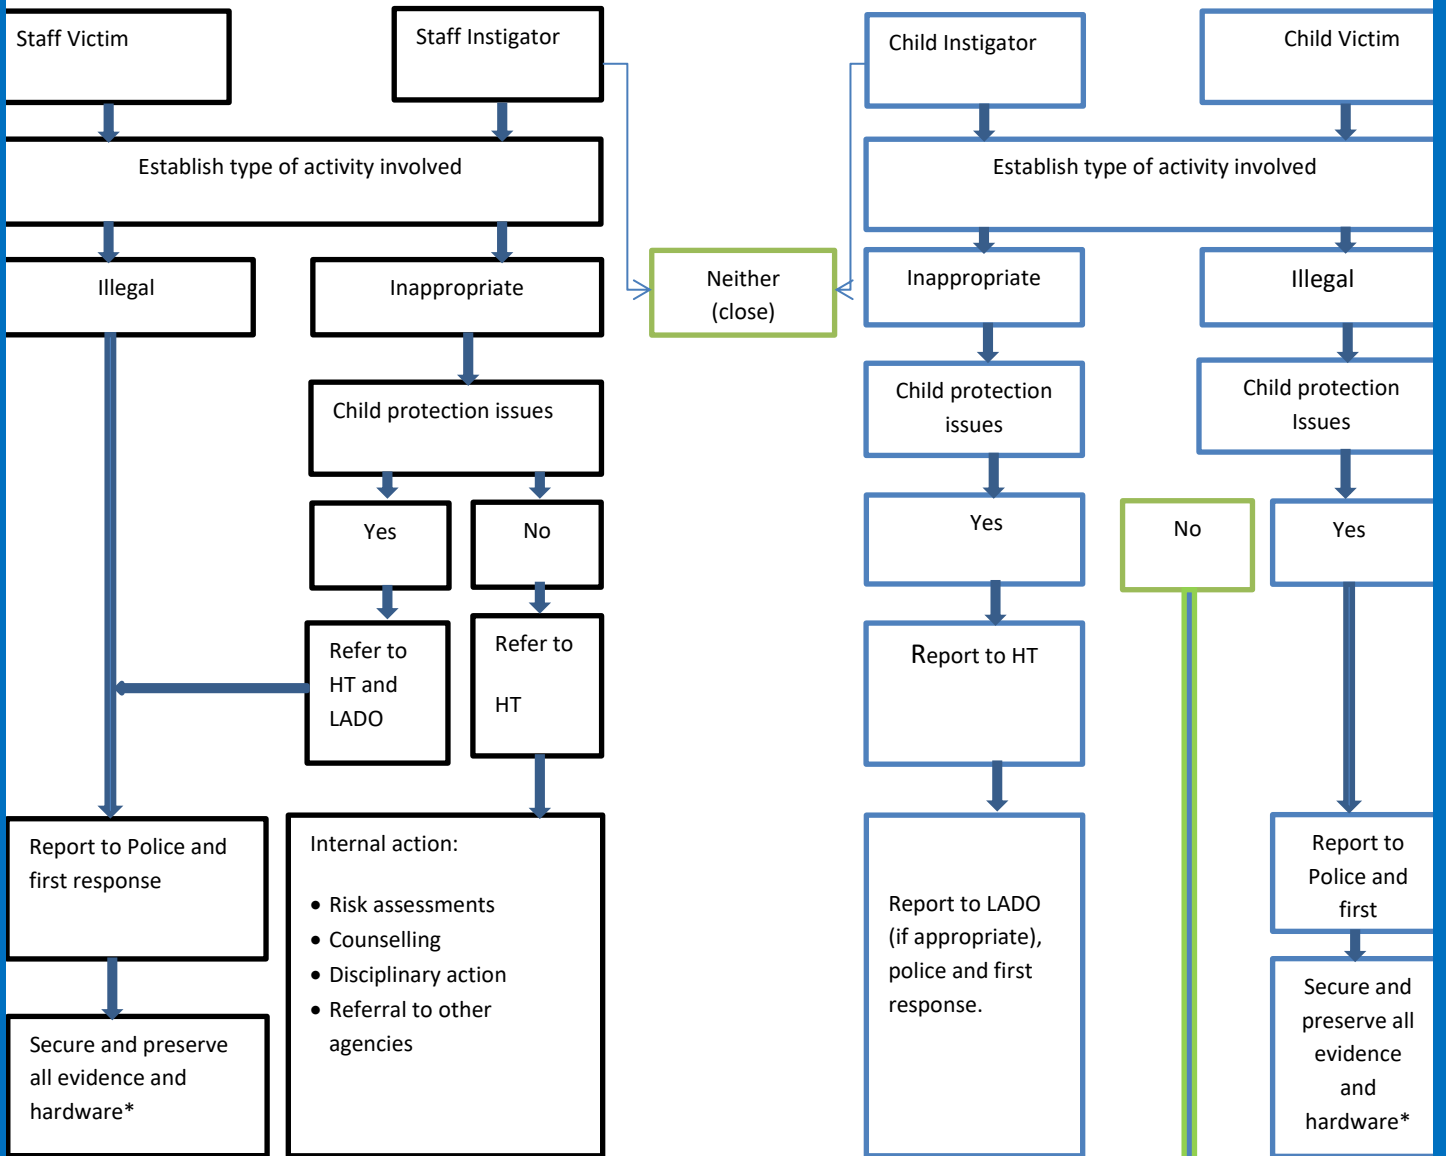 Staff Victim
Staff Instigator
Child Instigator
Child Victim
Establish type of activity involved
Establish type of activity involved
Illegal
Inappropriate
Neither
(close)
Inappropriate
Illegal
Child protection issues
Child protection
issues
Child protection
Issues
Yes
No
Yes
No
Yes
Refer to
HT and
LADO
Refer to
HT
Report to HT
Report to Police and
first response
Internal action:
• Risk assessments
• Counselling
• Disciplinary action
• Referral to other
agencies
Report to LADO
(if appropriate),
police and first
response.
Report to
Police and
first
Secure and preserve
all evidence and
hardware*
Secure and
preserve all
evidence
and
hardware*